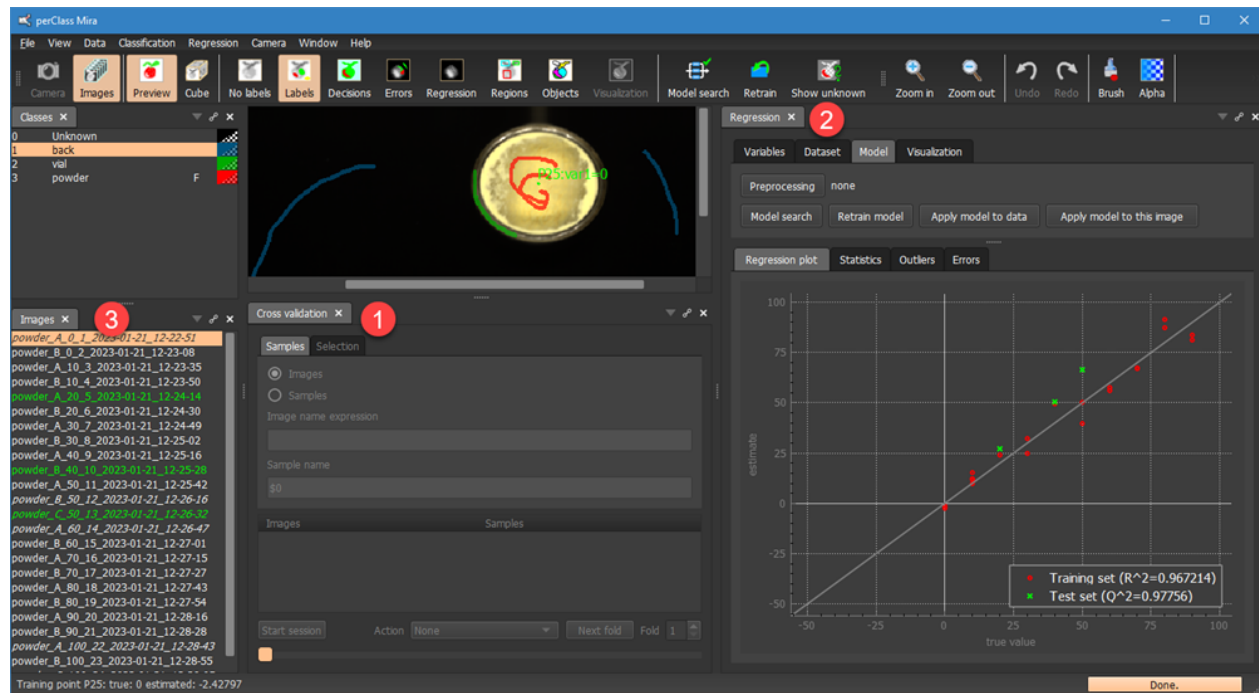 perClass Mira
File View Data Classification Regression Camera Window Help
Camera Images Preview Cube No labels Labels Decisions Errors Regression Regions Objects Visualization Model search Retrain Show unknown Zoom in Zoom out Undo Redo Brush Alpha
Classes
0 Unknown
1 back
2 vial
3 powder F
P25:var1=0
Images
3
powder_A_0_1_2023-01-21_12-22-51
powder_B_0_2_2023-01-21_12-23-08
powder_A_10_3_2023-01-21_12-23-35
powder_B_10_4_2023-01-21_12-23-50
powder_A_20_5_2023-01-21_12-24-14
powder_B_20_6_2023-01-21_12-24-30
powder_A_30_7_2023-01-21_12-24-49
powder_B_30_8_2023-01-21_12-25-02
powder_A_40_9_2023-01-21_12-25-16
powder_B_40_10_2023-01-21_12-25-28
powder_A_50_11_2023-01-21_12-25-42
powder_B_50_12_2023-01-21_12-26-16
powder_C_50_13_2023-01-21_12-26-32
powder_A_60_14_2023-01-21_12-26-47
powder_B_60_15_2023-01-21_12-27-01
powder_A_70_16_2023-01-21_12-27-15
powder_B_70_17_2023-01-21_12-27-27
powder_A_80_18_2023-01-21_12-27-43
powder_B_80_19_2023-01-21_12-27-54
powder_A_90_20_2023-01-21_12-28-16
powder_B_90_21_2023-01-21_12-28-28
powder_A_100_22_2023-01-21_12-28-43
powder_B_100_23_2023-01-21_12-28-55
Cross validation
1
Samples Selection
Images
Samples
Image name expression
Sample name
$0
Images Samples
Start session Action None Next fold Fold 1
Regression
2
Variables Dataset Model Visualization
Preprocessing none
Model search Retrain model Apply model to data Apply model to this image
Regression plot Statistics Outliers Errors
100
75
50
25
0
-25
-50
estimate
-50 -25 0 25 50 75 100
true value
Training set (R^2=0.967214)
Test set (Q^2=0.97756)
Training point P25: true: 0 estimated: -2.42797
Done.